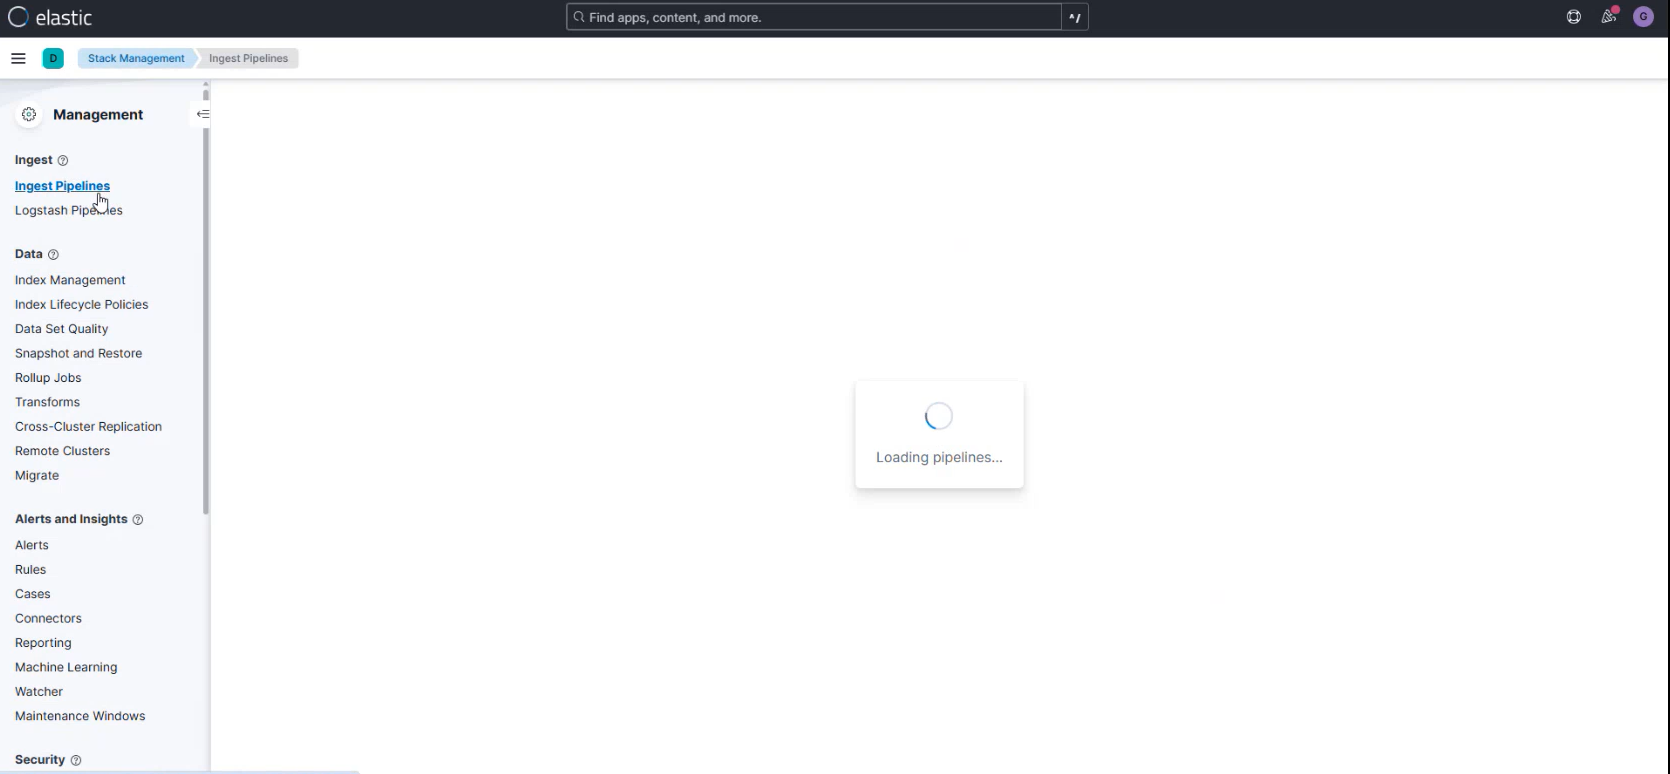 elastic
Find apps, content, and more.
^/
G
D
Stack Management
Ingest Pipelines
Management
Ingest
Ingest Pipelines
Logstash Pipelines
Data
Index Management
Index Lifecycle Policies
Data Set Quality
Snapshot and Restore
Rollup Jobs
Transforms
Cross-Cluster Replication
Remote Clusters
Migrate
Alerts and Insights
Alerts
Rules
Cases
Connectors
Reporting
Machine Learning
Watcher
Maintenance Windows
Security
Loading pipelines...